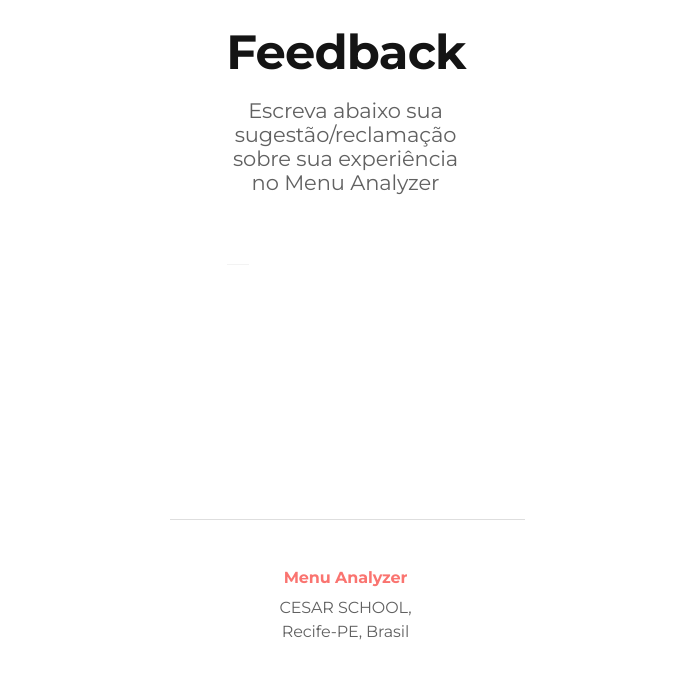 Feedback
Escreva abaixo sua
sugestão/reclamação
sobre sua experiência
no Menu Analyzer
Menu Analyzer
CESAR SCHOOL,
Recife-PE, Brasil